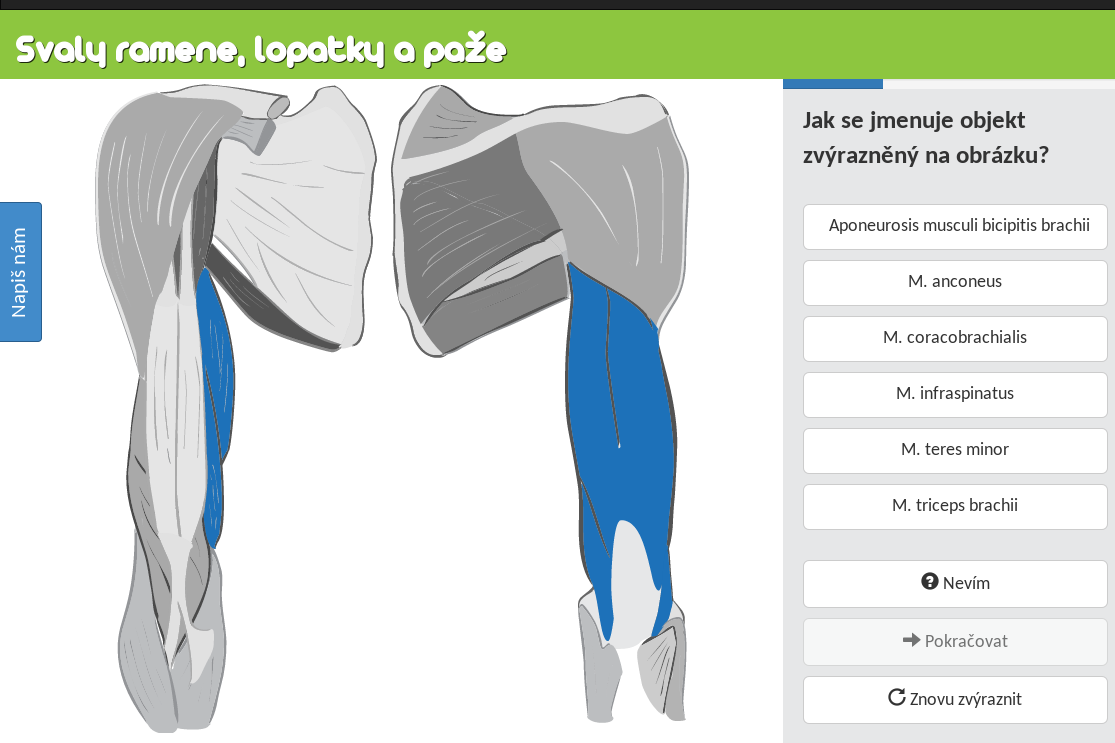 Svaly ramene, lopatky a paže
Napiš nám
Jak se jmenuje objekt
zvýrazněný na obrázku?
Aponeurosis musculi bicipitis brachii
M. anconeus
M. coracobrachialis
M. infraspinatus
M. teres minor
M. triceps brachii
Nevím
Pokračovat
Znovu zvýraznit